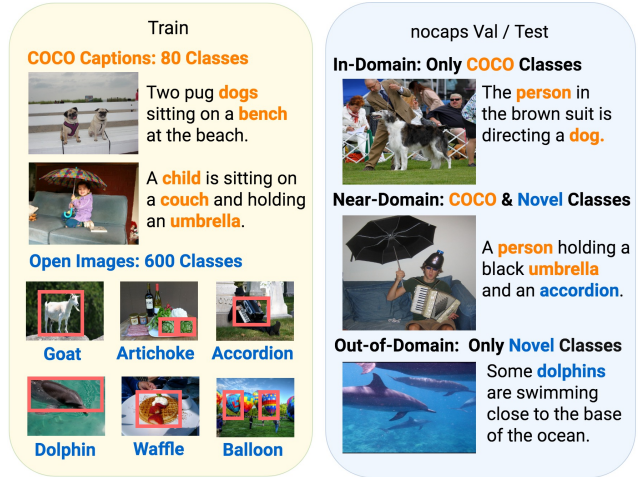 Train
COCO Captions: 80 Classes
Two pug dogs
sitting on a bench
at the beach.
A child is sitting on
a couch and holding
an umbrella.
Open Images: 600 Classes
Goat
Artichoke
Accordion
Dolphin
Waffle
Balloon
nocaps Val / Test
In-Domain: Only COCO Classes
The person in
the brown suit is
directing a dog.
Near-Domain: COCO & Novel Classes
A person holding a
black umbrella
and an accordion.
Out-of-Domain: Only Novel Classes
Some dolphins
are swimming
close to the base
of the ocean.